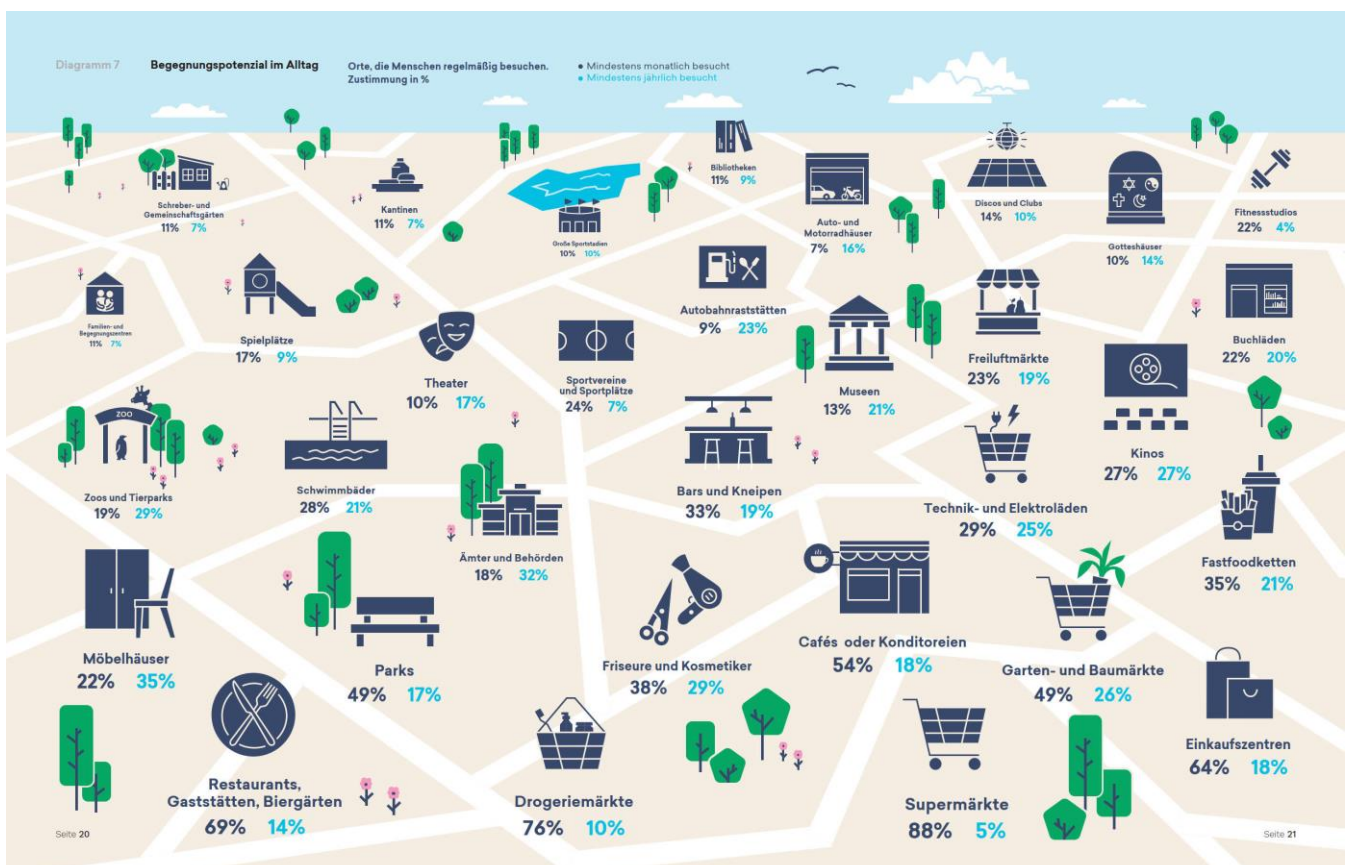 Diagramm 7
Begegnungspotenzial im Alltag
Orte, die Menschen regelmäßig besuchen.
Zustimmung in %
• Mindestens monatlich besucht
• Mindestens jährlich besucht
Schreber- und
Gemeinschaftsgärten
11% 7%
Kantinen
11% 7%
Große Sportstadien
10% 10%
Bibliotheken
11% 9%
Auto- und
Motorradhäuser
7% 16%
Discos und Clubs
14% 10%
Gotteshäuser
10% 14%
Fitnessstudios
22% 4%
Familien- und
Begegnungszentren
11% 7%
Spielplätze
17% 9%
Theater
10% 17%
Sportvereine
und Sportplätze
24% 7%
Autobahnraststätten
9% 23%
Museen
13% 21%
Freiluftmärkte
23% 19%
Kinos
27% 27%
Buchläden
22% 20%
ZOO
Zoos und Tierparks
19% 29%
Schwimmbäder
28% 21%
Ämter und Behörden
18% 32%
Bars und Kneipen
33% 19%
Technik- und Elektroläden
29% 25%
Fastfoodketten
35% 21%
Möbelhäuser
22% 35%
Parks
49% 17%
Friseure und Kosmetiker
38% 29%
Cafés oder Konditoreien
54% 18%
Garten- und Baumärkte
49% 26%
Einkaufszentren
64% 18%
Restaurants,
Gaststätten, Biergärten
69% 14%
Drogeriemärkte
76% 10%
Supermärkte
88% 5%
Seite 20
Seite 21